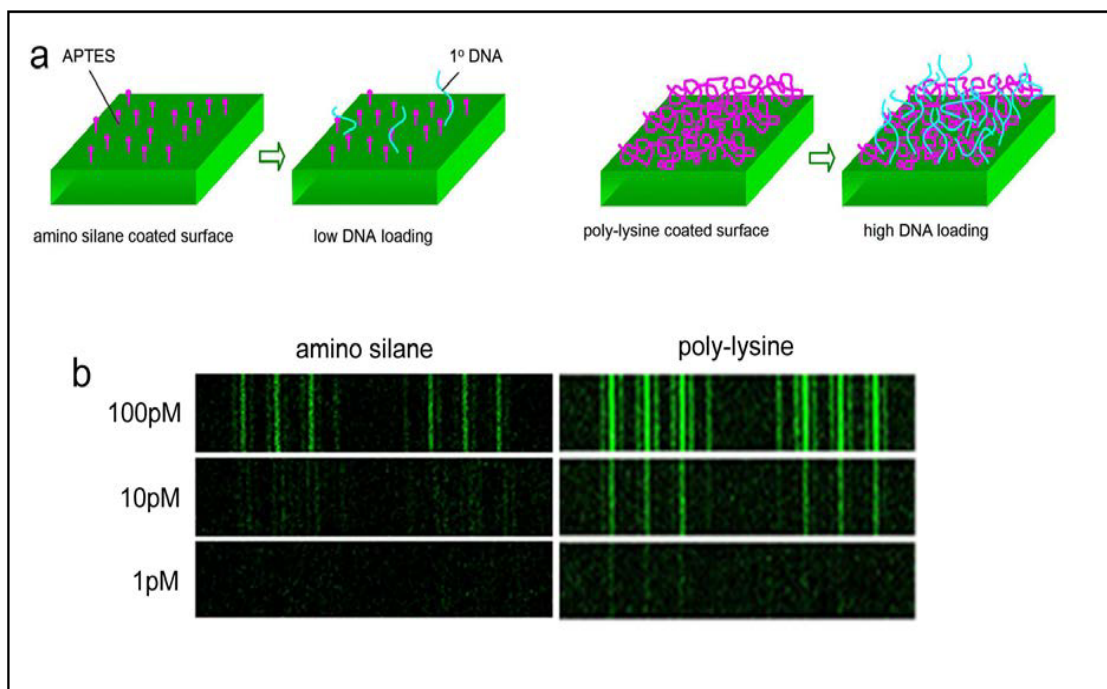 a
APTES
1º DNA
amino silane coated surface
low DNA loading
poly-lysine coated surface
high DNA loading
b
amino silane
poly-lysine
100pM
10pM
1pM